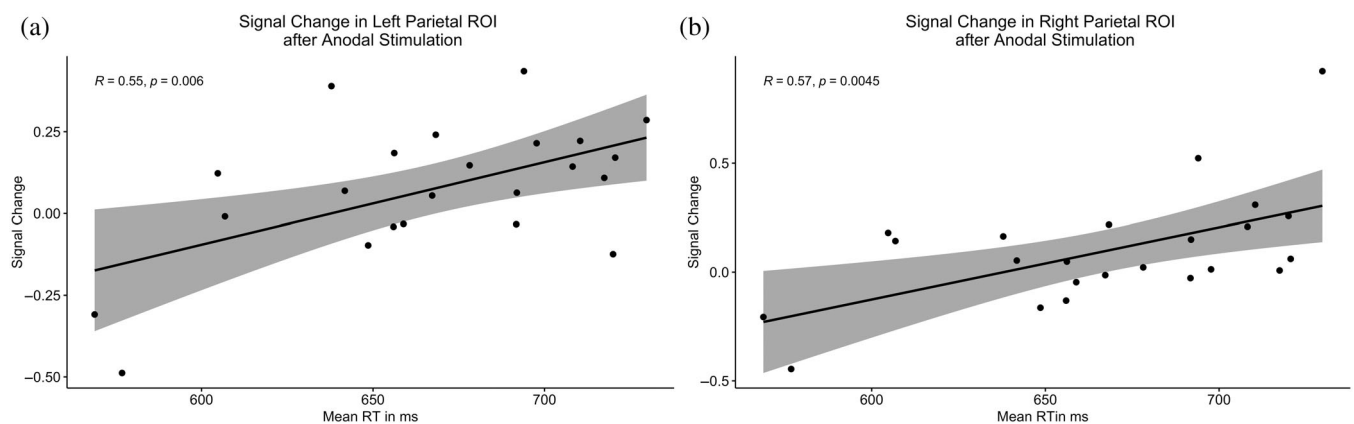 (a)
Signal Change in Left Parietal ROI
after Anodal Stimulation
R = 0.55, p = 0.006
Signal Change
0.25
0.00
−0.25
−0.50
600
650
700
Mean RT in ms
(b)
Signal Change in Right Parietal ROI
after Anodal Stimulation
R = 0.57, p = 0.0045
Signal Change
0.5
0.0
−0.5
600
650
700
Mean RTin ms